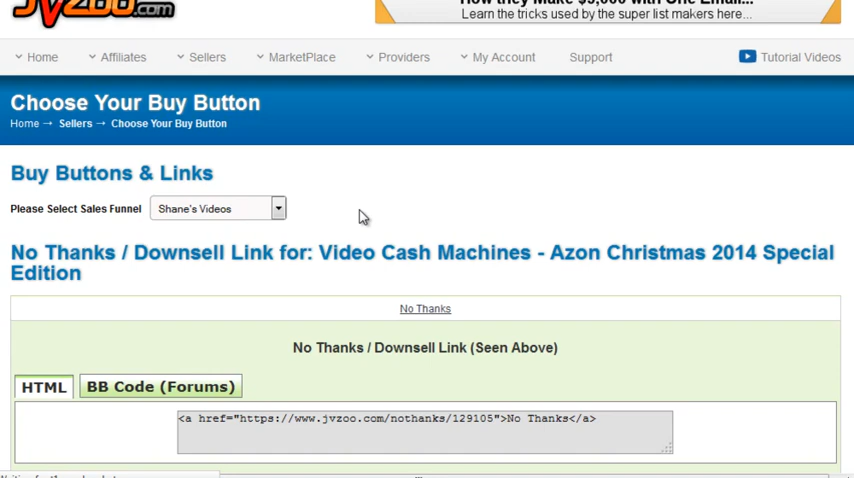 JVZoo.com
How they Make $5,000 with One Email...
Learn the tricks used by the super list makers here...
Home
Affiliates
Sellers
MarketPlace
Providers
My Account
Support
Tutorial Videos
Choose Your Buy Button
Home → Sellers → Choose Your Buy Button
Buy Buttons & Links
Please Select Sales Funnel
Shane's Videos
No Thanks / Downsell Link for: Video Cash Machines - Azon Christmas 2014 Special
Edition
No Thanks
No Thanks / Downsell Link (Seen Above)
HTML
BB Code (Forums)
<a href="https://www.jvzoo.com/nothanks/129105">No Thanks</a>